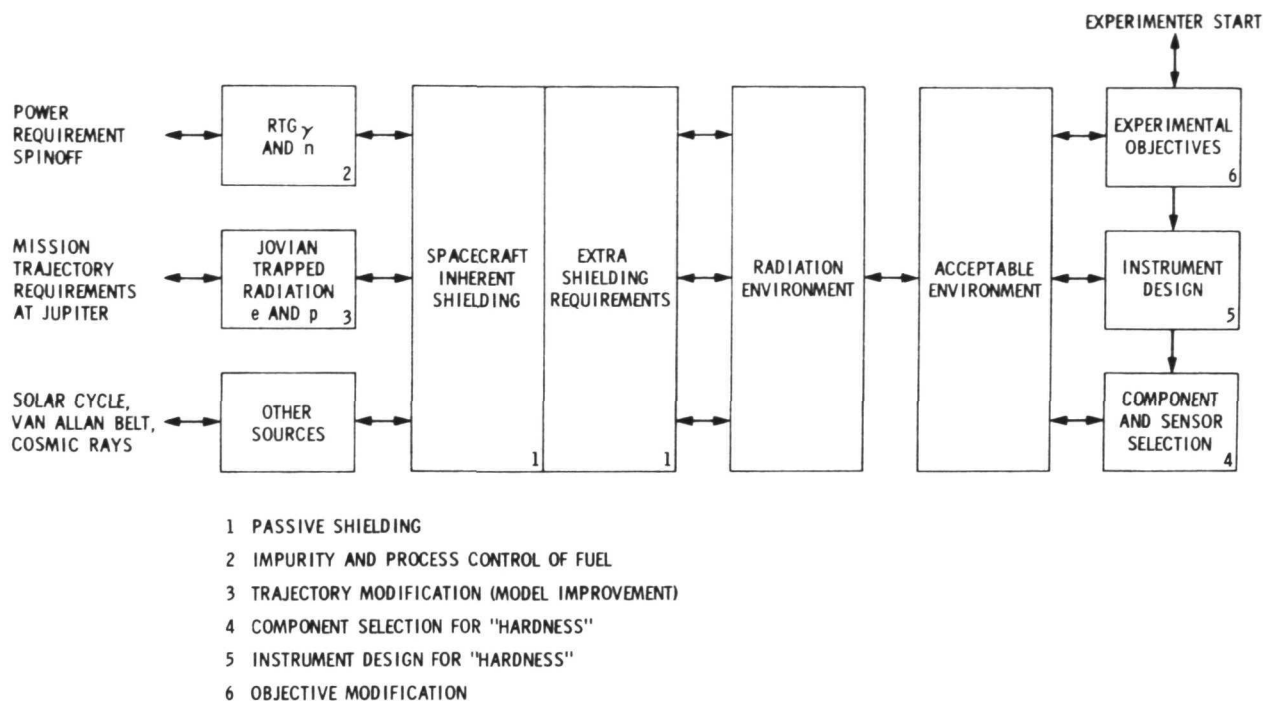 EXPERIMENTER START
POWER
REQUIREMENT
SPINOFF
RTG γ
AND n
2
MISSION
TRAJECTORY
REQUIREMENTS
AT JUPITER
JOVIAN
TRAPPED
RADIATION
e AND p
3
SOLAR CYCLE,
VAN ALLAN BELT,
COSMIC RAYS
OTHER
SOURCES
SPACECRAFT
INHERENT
SHIELDING
1
EXTRA
SHIELDING
REQUIREMENTS
1
RADIATION
ENVIRONMENT
ACCEPTABLE
ENVIRONMENT
EXPERIMENTAL
OBJECTIVES
6
INSTRUMENT
DESIGN
5
COMPONENT
AND SENSOR
SELECTION
4
1 PASSIVE SHIELDING
2 IMPURITY AND PROCESS CONTROL OF FUEL
3 TRAJECTORY MODIFICATION (MODEL IMPROVEMENT)
4 COMPONENT SELECTION FOR "HARDNESS"
5 INSTRUMENT DESIGN FOR "HARDNESS"
6 OBJECTIVE MODIFICATION